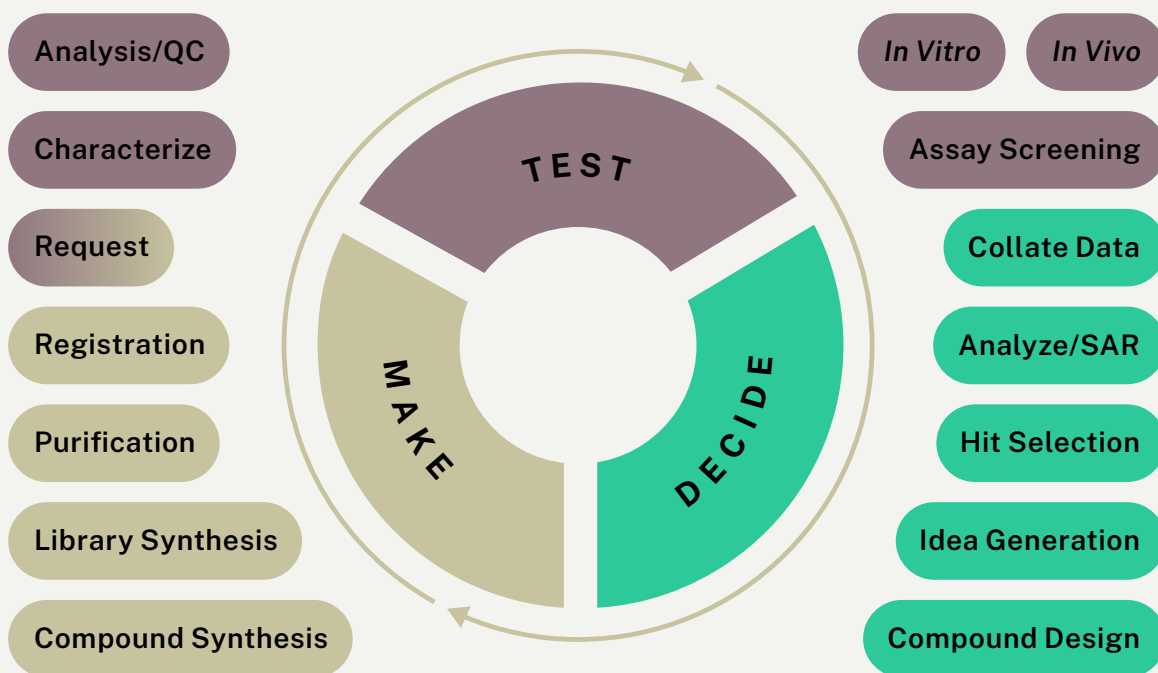 Analysis/QC
Characterize
Request
Registration
Purification
Library Synthesis
Compound Synthesis
TEST
MAKE
DECIDE
In Vitro
In Vivo
Assay Screening
Collate Data
Analyze/SAR
Hit Selection
Idea Generation
Compound Design